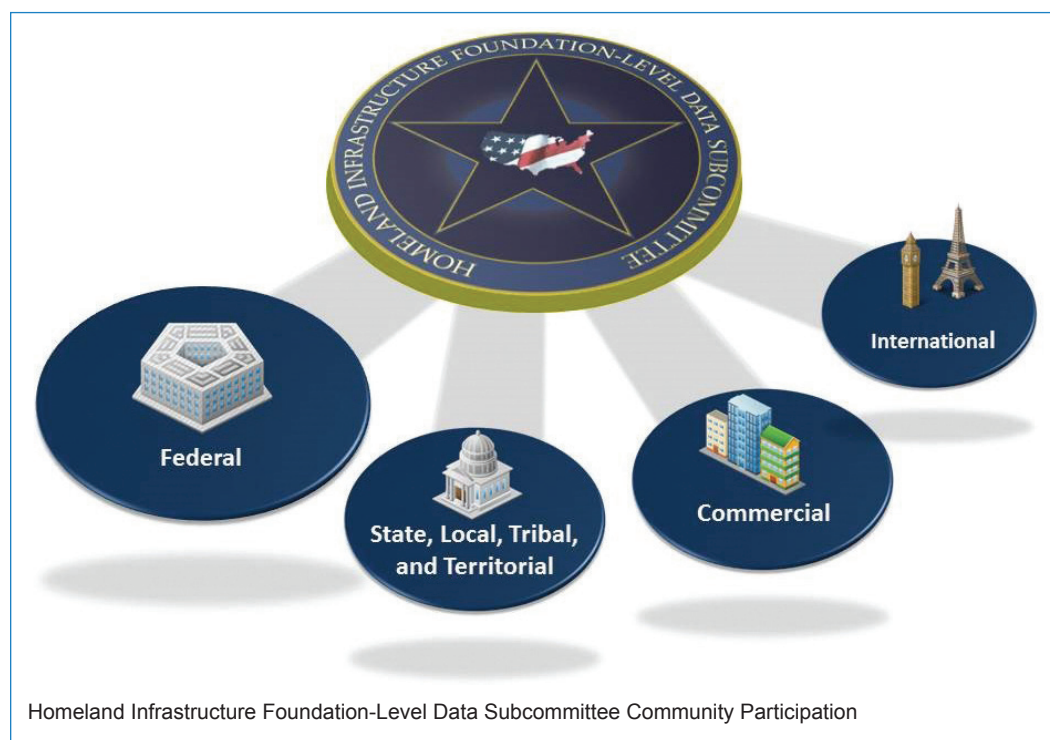 HOMELAND INFRASTRUCTURE FOUNDATION-LEVEL DATA SUBCOMMITTEE
International
Federal
Commercial
State, Local, Tribal,
and Territorial
Homeland Infrastructure Foundation-Level Data Subcommittee Community Participation